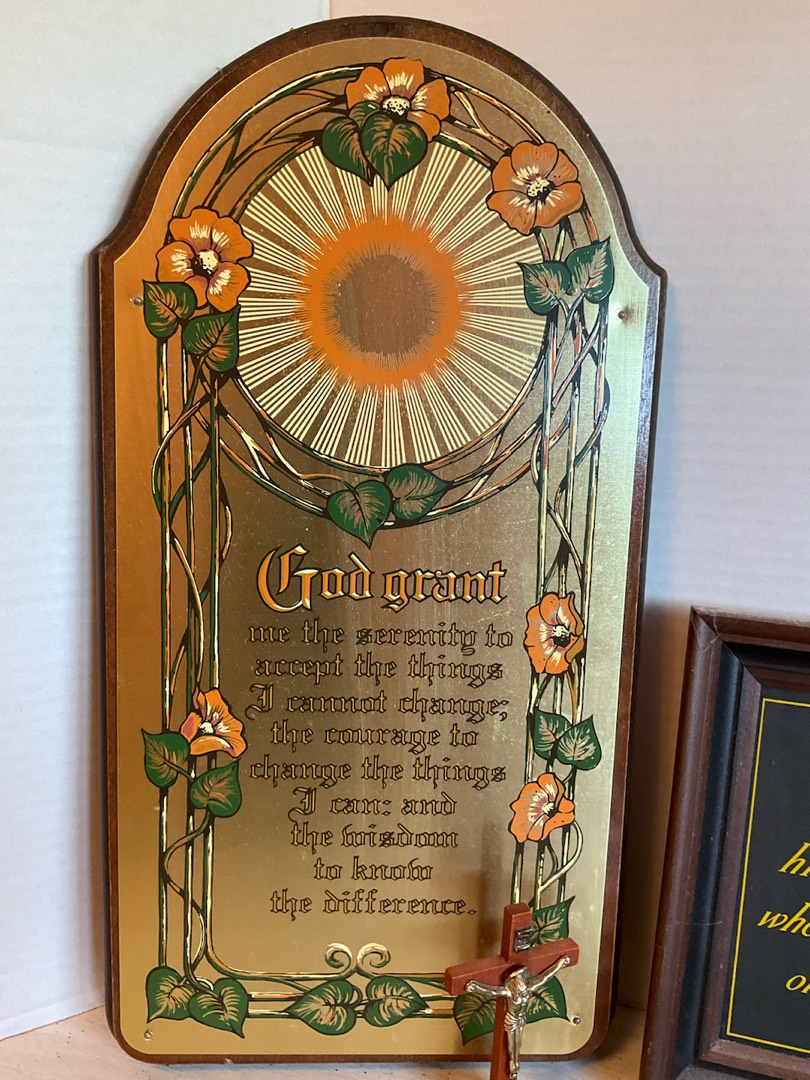 God grant
me the serenity to
accept the things
I cannot change;
the courage to
change the things
I can: and
the wisdom
to know
the difference.